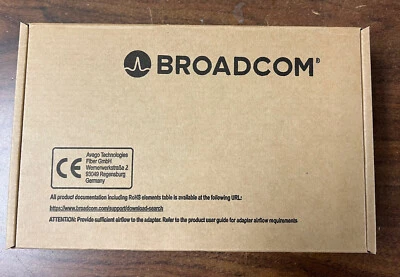 BROADCOM®
CE
Avago Technologies
Fiber GmbH
Wernerwerkstraße 2
93049 Regensburg
Germany
All product documentation including RoHS elements table is available at the following URL:
https://www.broadcom.com/support/download-search
ATTENTION: Provide sufficient airflow to the adapter. Refer to the product user guide for adapter airflow requirements